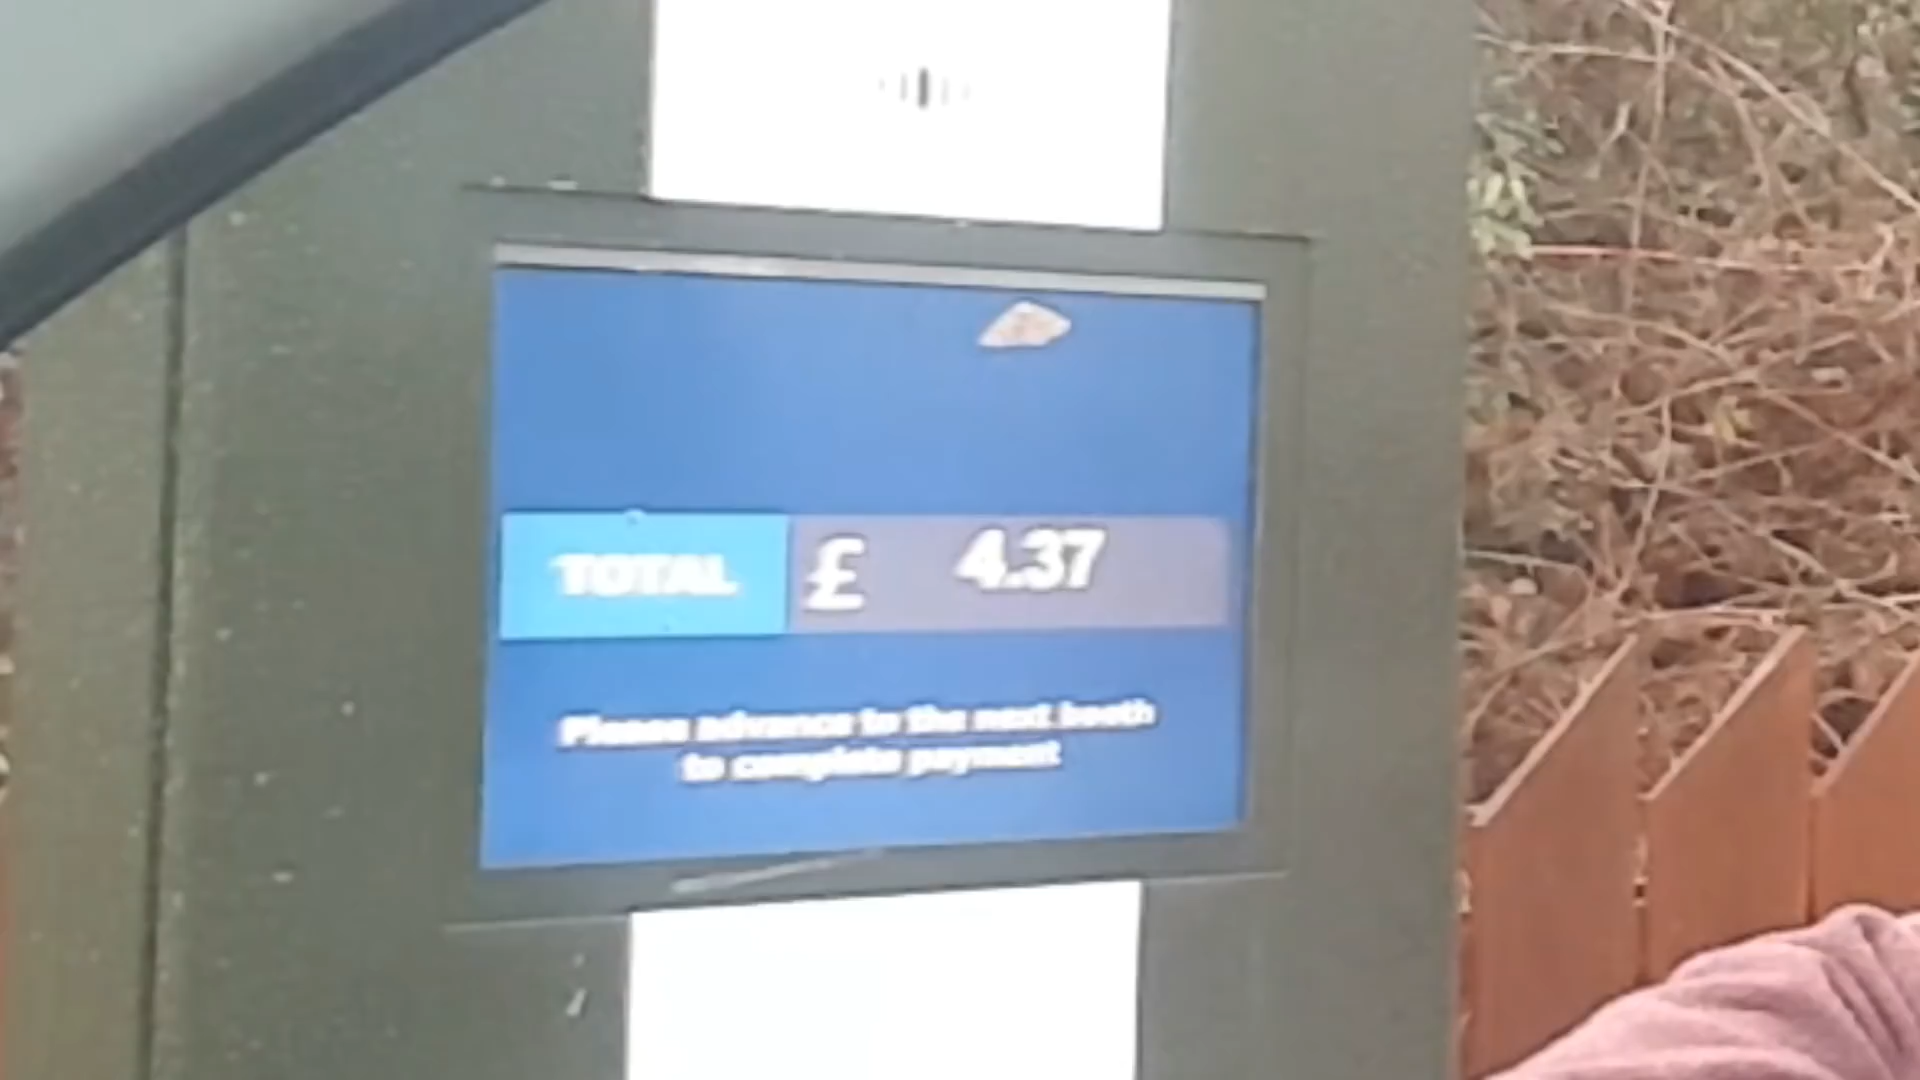 TOTAL £ 4.37
Please advance to the next booth
to complete payment